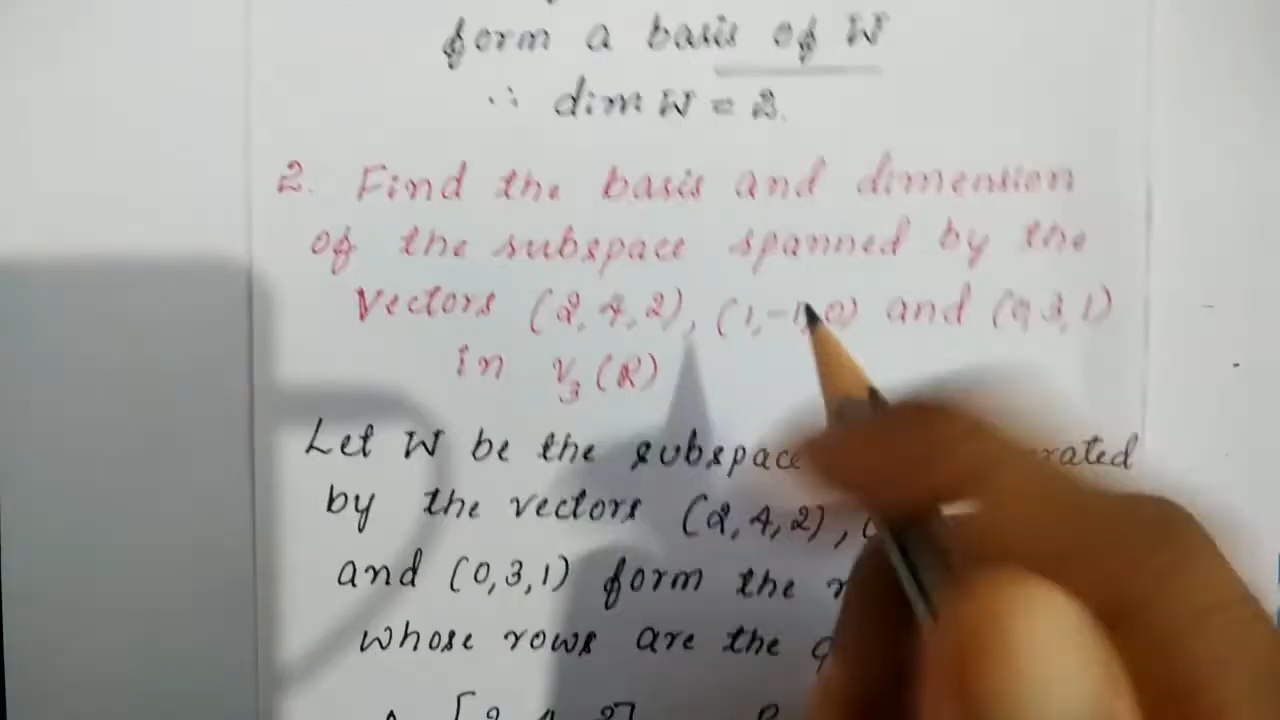 form a basis of W
∴ dim W = 2.
2. Find the basis and dimension
of the subspace spanned by the
vectors (2, 4, 2), (1, -1, 0) and (0, 3, 1)
in V₃(R)
Let W be the subspace
by the vectors (2, 4, 2), (
and (0, 3, 1) form the
whose rows are the